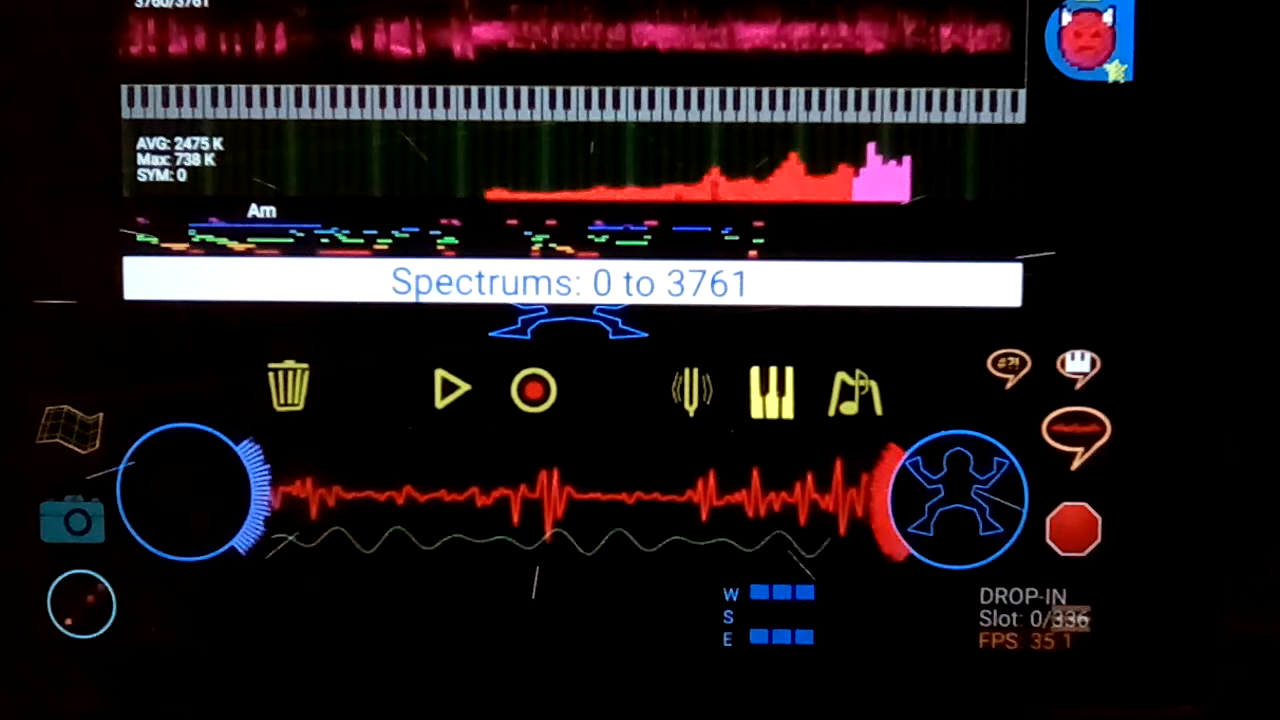 3760/3761
AVG: 2475 K
Max: 738 K
SYM: 0
Am
Spectrums: 0 to 3761
#?!
W
S
E
DROP-IN
Slot: 0/336
FPS: 35.1